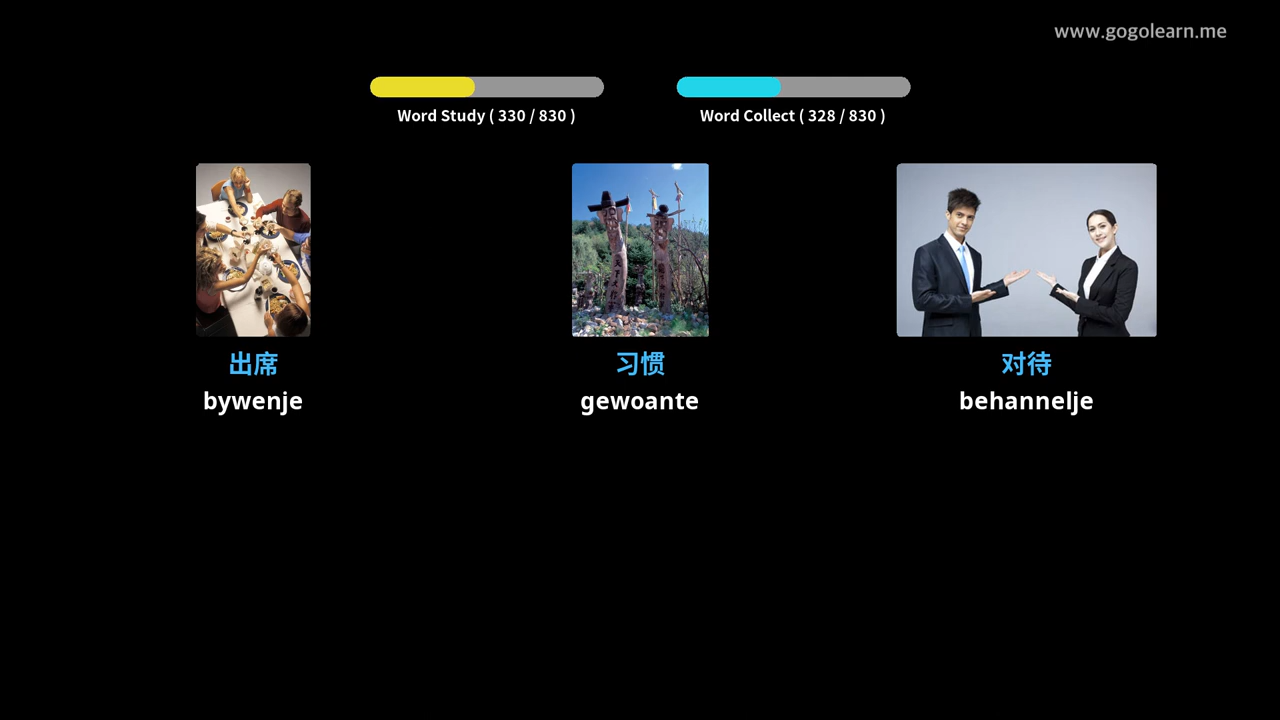 www.gogolearn.me
Word Study ( 330 / 830 )
Word Collect ( 328 / 830 )
出席
习惯
对待
bywenje
gewoante
behannelje